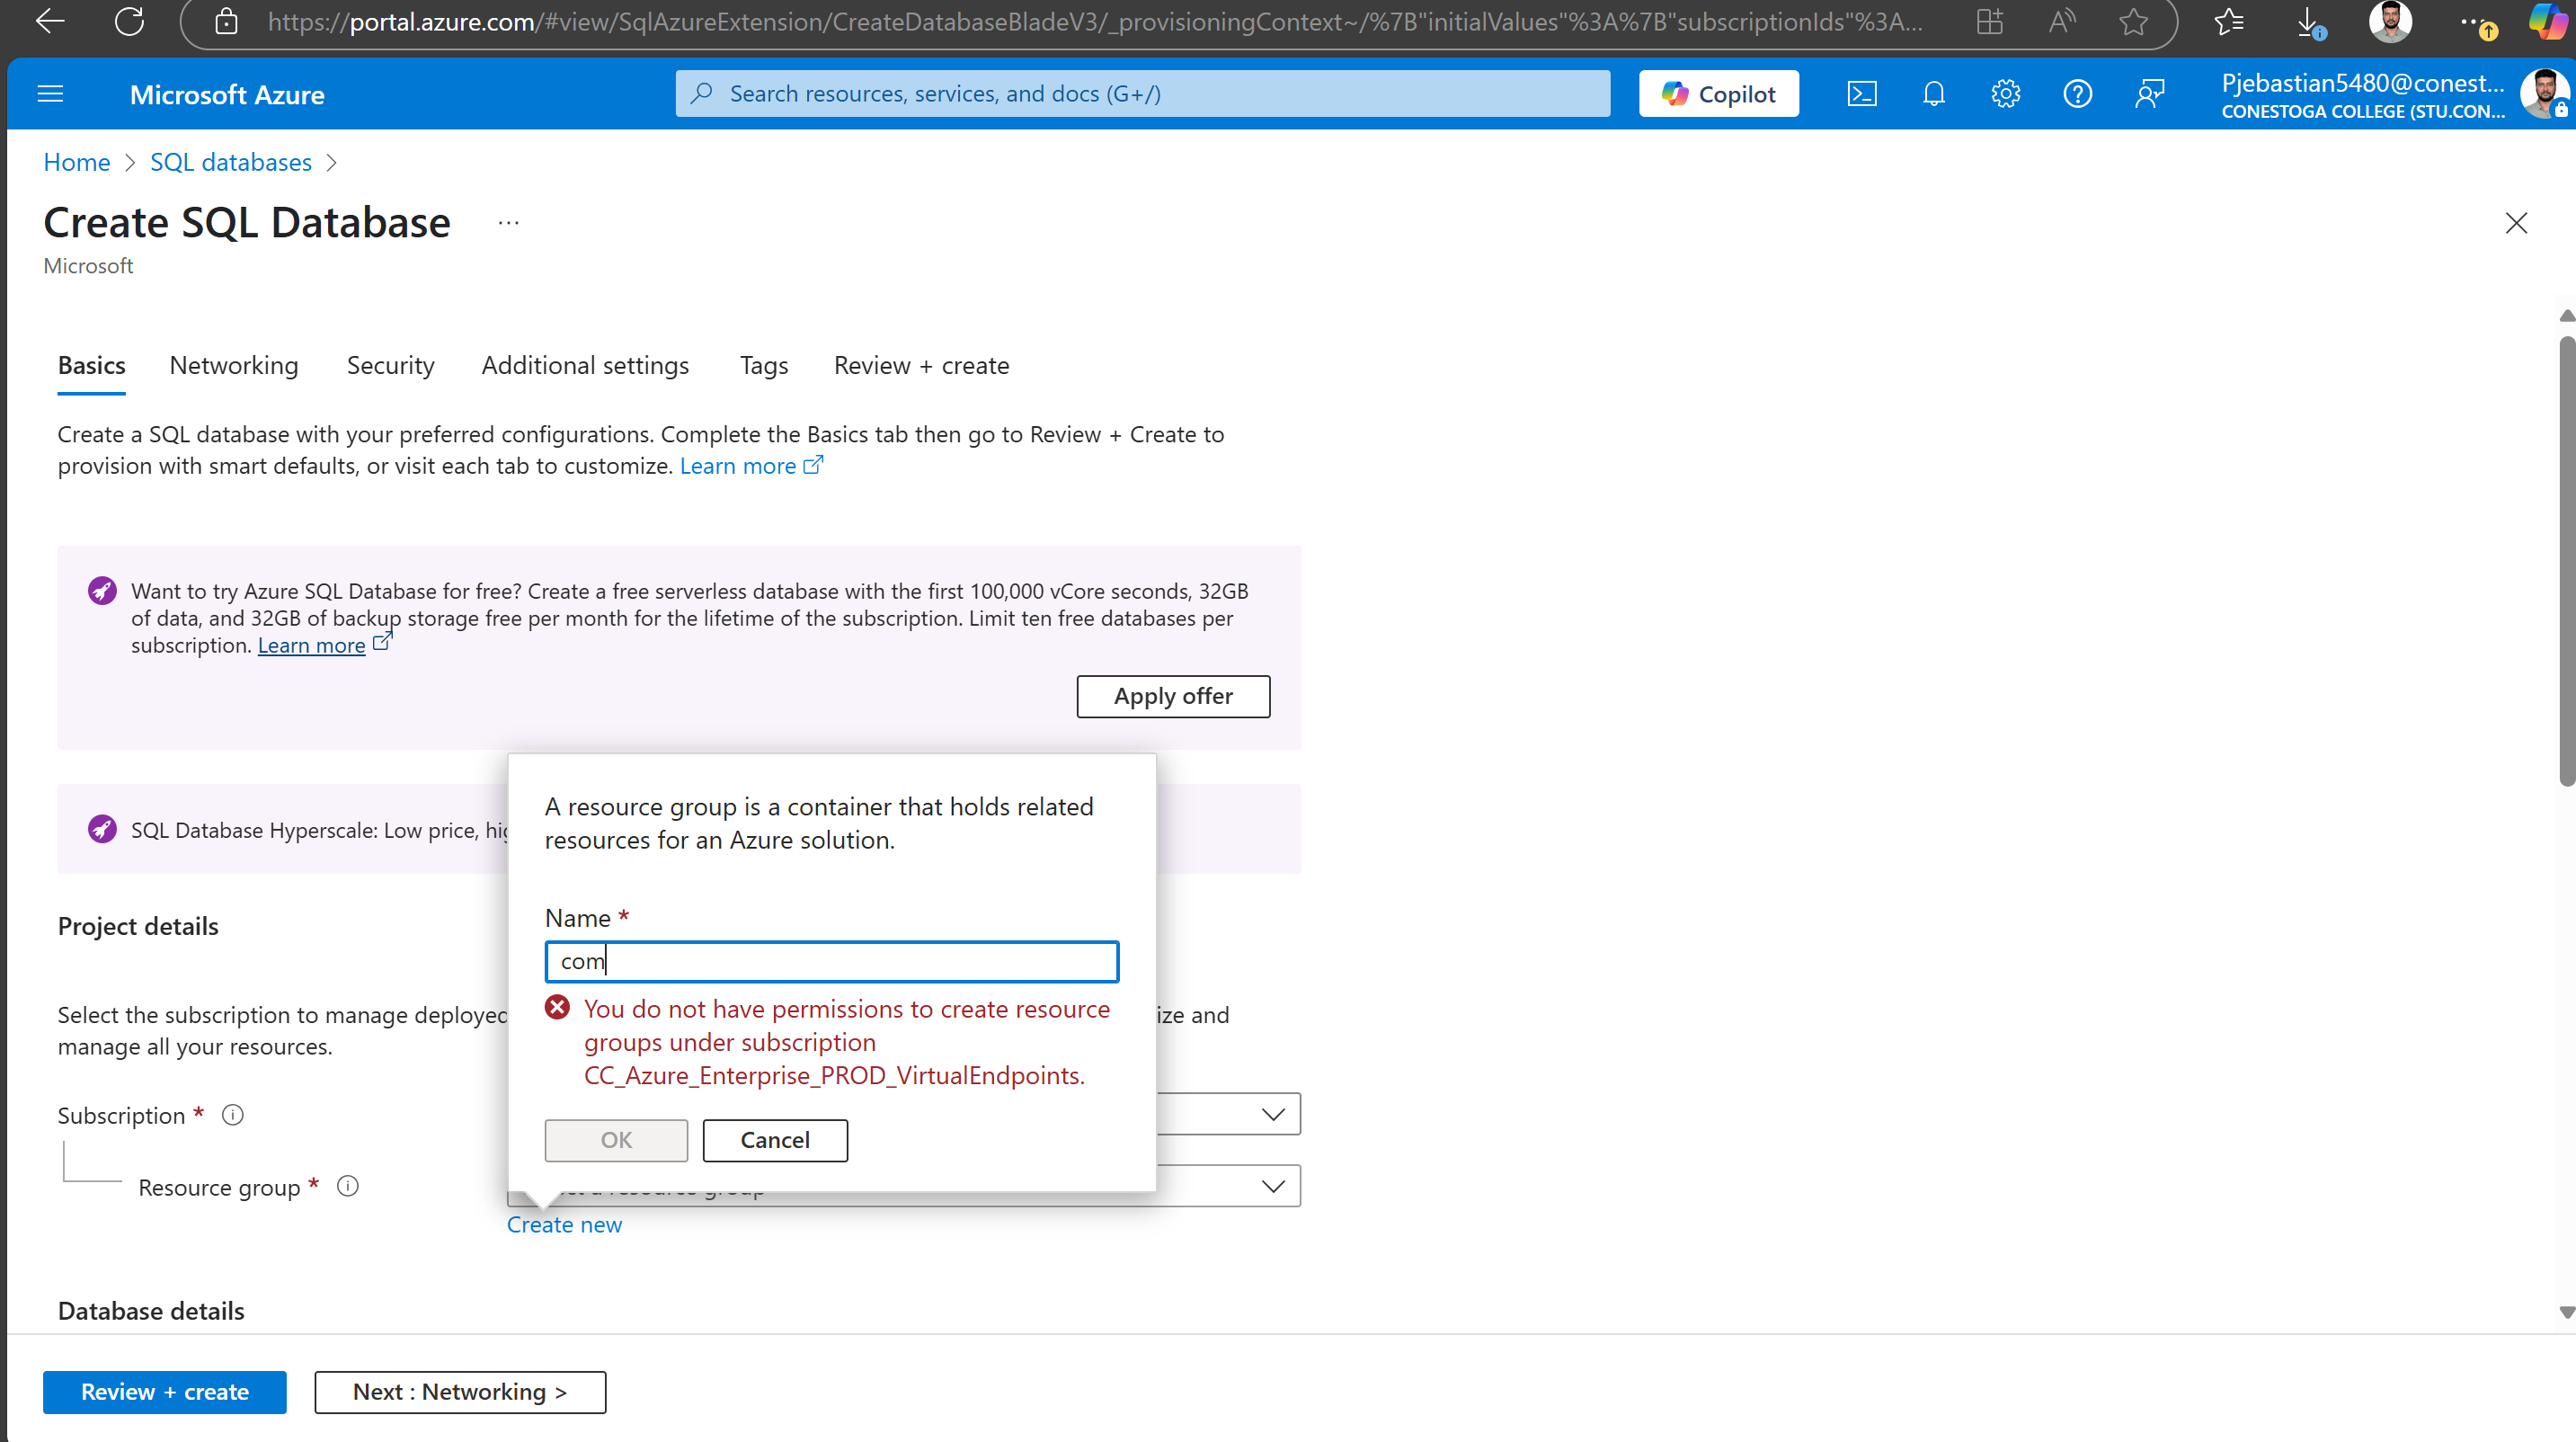 https://portal.azure.com/#view/SqlAzureExtension/CreateDatabaseBladeV3/_provisioningContext~/%7B"initialValues"%3A%7B"subscriptionIds"%3A...
Microsoft Azure
Search resources, services, and docs (G+/)
Copilot
Pjebastian5480@conest...
CONESTOGA COLLEGE (STU.CON...
Home > SQL databases >
Create SQL Database ...
Microsoft
Basics Networking Security Additional settings Tags Review + create
Create a SQL database with your preferred configurations. Complete the Basics tab then go to Review + Create to
provision with smart defaults, or visit each tab to customize. Learn more
Want to try Azure SQL Database for free? Create a free serverless database with the first 100,000 vCore seconds, 32GB
of data, and 32GB of backup storage free per month for the lifetime of the subscription. Limit ten free databases per
subscription. Learn more
Apply offer
SQL Database Hyperscale: Low price,
A resource group is a container that holds related
resources for an Azure solution.
Name *
com
You do not have permissions to create resource
groups under subscription
CC_Azure_Enterprise_PROD_VirtualEndpoints.
OK Cancel
Project details
Select the subscription to manage deployed ize and
manage all your resources.
Subscription *
Resource group *
Create new
Database details
Review + create
Next : Networking >